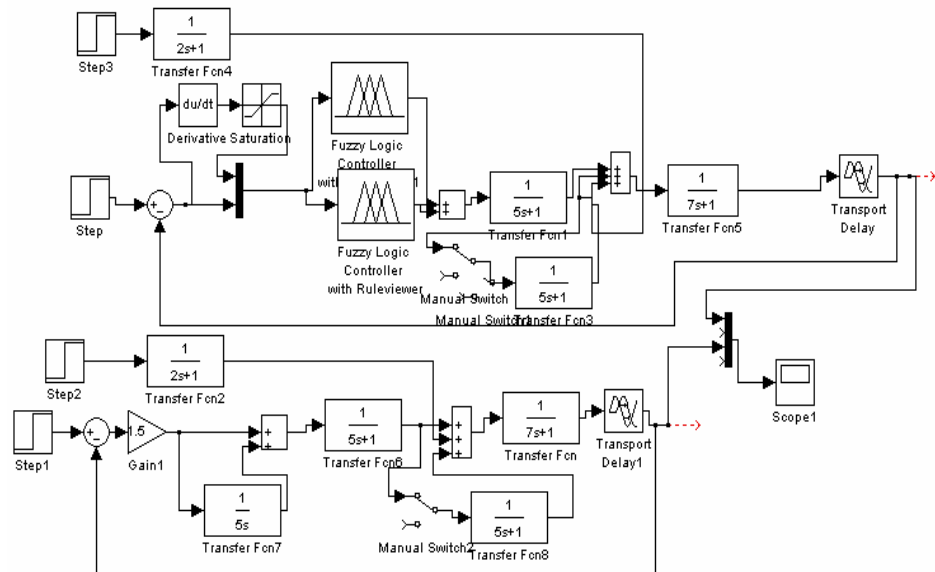 1
2s+1
Step3
Transfer Fcn4
du/dt
Derivative
Saturation
Fuzzy Logic
Controller
Step
Fuzzy Logic
Controller
with Ruleviewer
1
5s+1
Transfer Fcn1
1
7s+1
Transfer Fcn5
Transport
Delay
Manual Switch
Manual Switch1
1
5s+1
Transfer Fcn3
Step2
1
2s+1
Transfer Fcn2
Step1
1.5
Gain1
1
5s+1
Transfer Fcn6
1
7s+1
Transfer Fcn
Transport
Delay1
Scope1
1
5s
Transfer Fcn7
Manual Switch2
1
5s+1
Transfer Fcn8